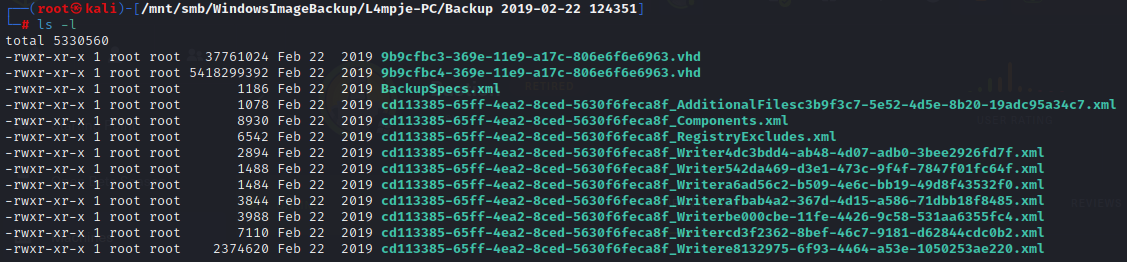 ┌──(root㉿kali)-[/mnt/smb/WindowsImageBackup/L4mpje-PC/Backup 2019-02-22 124351]
└─# ls -l
total 5330560
-rwxr-xr-x 1 root root   37761024 Feb 22  2019 9b9cfbc3-369e-11e9-a17c-806e6f6e6963.vhd
-rwxr-xr-x 1 root root 5418299392 Feb 22  2019 9b9cfbc4-369e-11e9-a17c-806e6f6e6963.vhd
-rwxr-xr-x 1 root root       1186 Feb 22  2019 BackupSpecs.xml
-rwxr-xr-x 1 root root       1078 Feb 22  2019 cd113385-65ff-4ea2-8ced-5630f6feca8f_AdditionalFilesc3b9f3c7-5e52-4d5e-8b20-19adc95a34c7.xml
-rwxr-xr-x 1 root root       8930 Feb 22  2019 cd113385-65ff-4ea2-8ced-5630f6feca8f_Components.xml
-rwxr-xr-x 1 root root       6542 Feb 22  2019 cd113385-65ff-4ea2-8ced-5630f6feca8f_RegistryExcludes.xml
-rwxr-xr-x 1 root root       2894 Feb 22  2019 cd113385-65ff-4ea2-8ced-5630f6feca8f_Writer4dc3bdd4-ab48-4d07-adb0-3bee2926fd7f.xml
-rwxr-xr-x 1 root root       1488 Feb 22  2019 cd113385-65ff-4ea2-8ced-5630f6feca8f_Writer542da469-d3e1-473c-9f4f-7847f01fc64f.xml
-rwxr-xr-x 1 root root       1484 Feb 22  2019 cd113385-65ff-4ea2-8ced-5630f6feca8f_Writera6ad56c2-b509-4e6c-bb19-49d8f43532f0.xml
-rwxr-xr-x 1 root root       3844 Feb 22  2019 cd113385-65ff-4ea2-8ced-5630f6feca8f_Writerafbab4a2-367d-4d15-a586-71dbb18f8485.xml
-rwxr-xr-x 1 root root       3988 Feb 22  2019 cd113385-65ff-4ea2-8ced-5630f6feca8f_Writerbe000cbe-11fe-4426-9c58-531aa6355fc4.xml
-rwxr-xr-x 1 root root       7110 Feb 22  2019 cd113385-65ff-4ea2-8ced-5630f6feca8f_Writercd3f2362-8bef-46c7-9181-d62844cdc0b2.xml
-rwxr-xr-x 1 root root    2374620 Feb 22  2019 cd113385-65ff-4ea2-8ced-5630f6feca8f_Writere8132975-6f93-4464-a53e-1050253ae220.xml